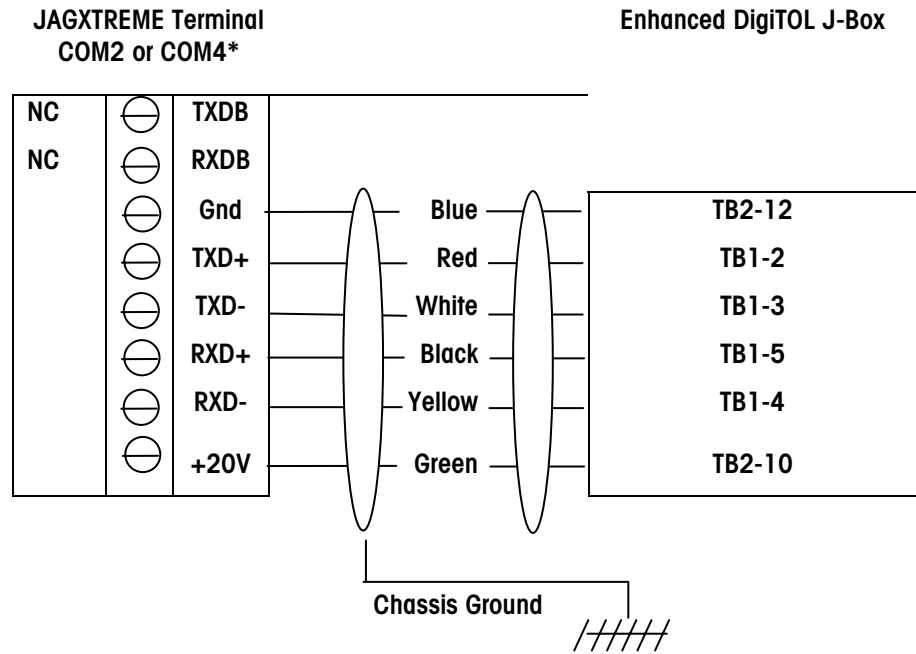 JAGXTREME Terminal
COM2 or COM4*
Enhanced DigiTOL J-Box
NC TXDB
NC RXDB
Gnd Blue TB2-12
TXD+ Red TB1-2
TXD- White TB1-3
RXD+ Black TB1-5
RXD- Yellow TB1-4
+20V Green TB2-10
Chassis Ground